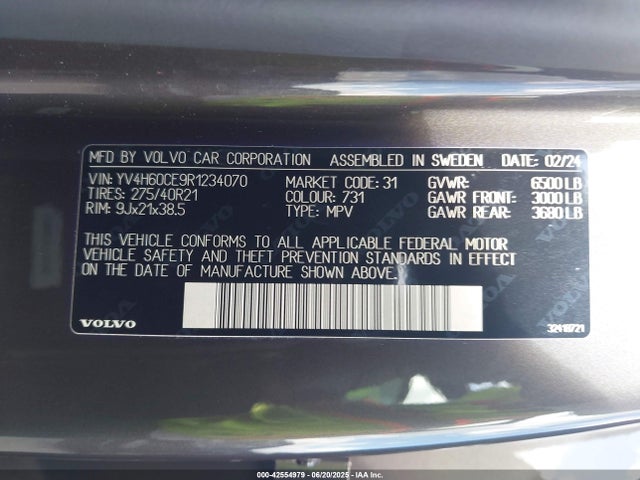 MFD BY VOLVO CAR CORPORATION ASSEMBLED IN SWEDEN DATE: 02/24
VIN: YV4H60CE9R1234070 MARKET CODE: 31 GVWR: 6500 LB
TIRES: 275/40R21 COLOUR: 731 GAWR FRONT: 3000 LB
RIM: 9Jx21x38.5 TYPE: MPV GAWR REAR: 3680 LB
THIS VEHICLE CONFORMS TO ALL APPLICABLE FEDERAL MOTOR
VEHICLE SAFETY AND THEFT PREVENTION STANDARDS IN EFFECT
ON THE DATE OF MANUFACTURE SHOWN ABOVE.
VOLVO 32418721
000-42554979 06/20/2025 - IAA Inc.